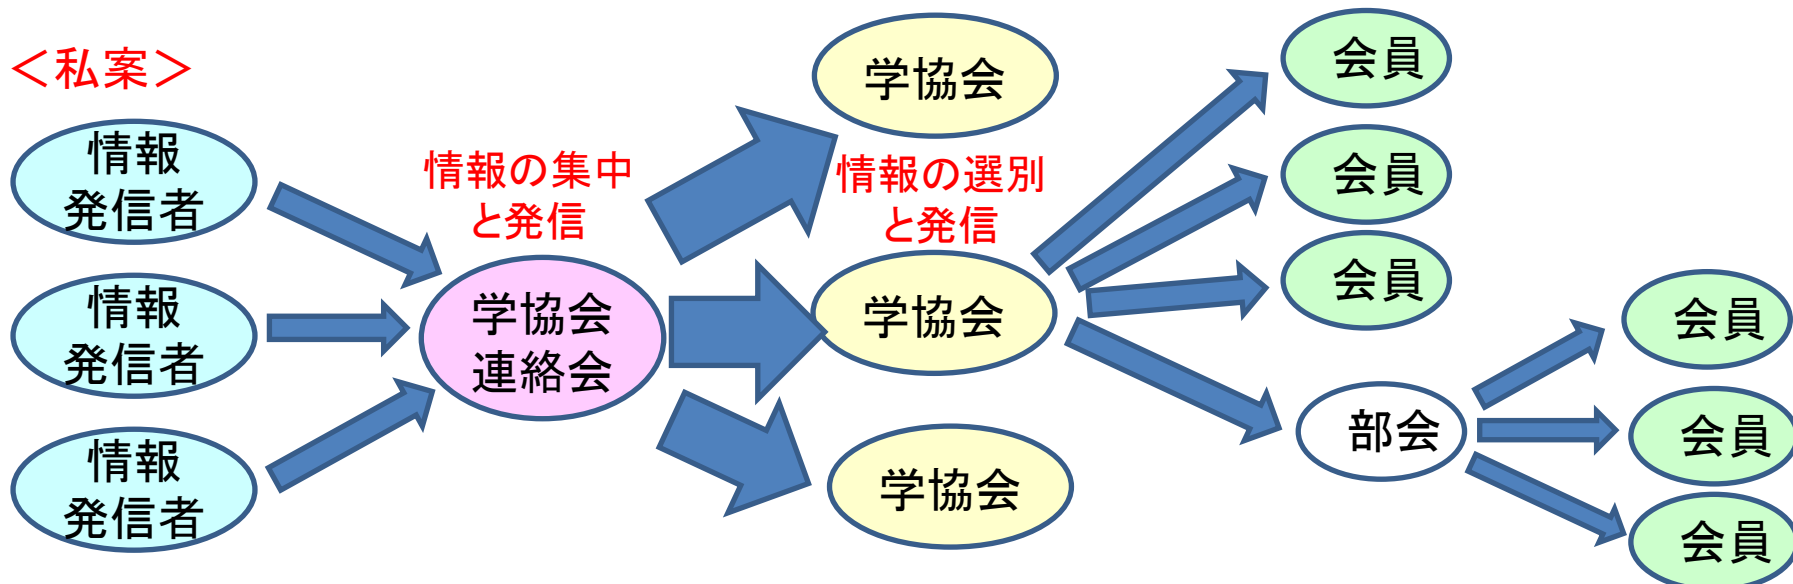 ＜私案＞
情報
発信者
情報
発信者
情報
発信者
情報の集中
と発信
学協会
連絡会
学協会
情報の選別
と発信
学協会
学協会
会員
会員
会員
部会
会員
会員
会員